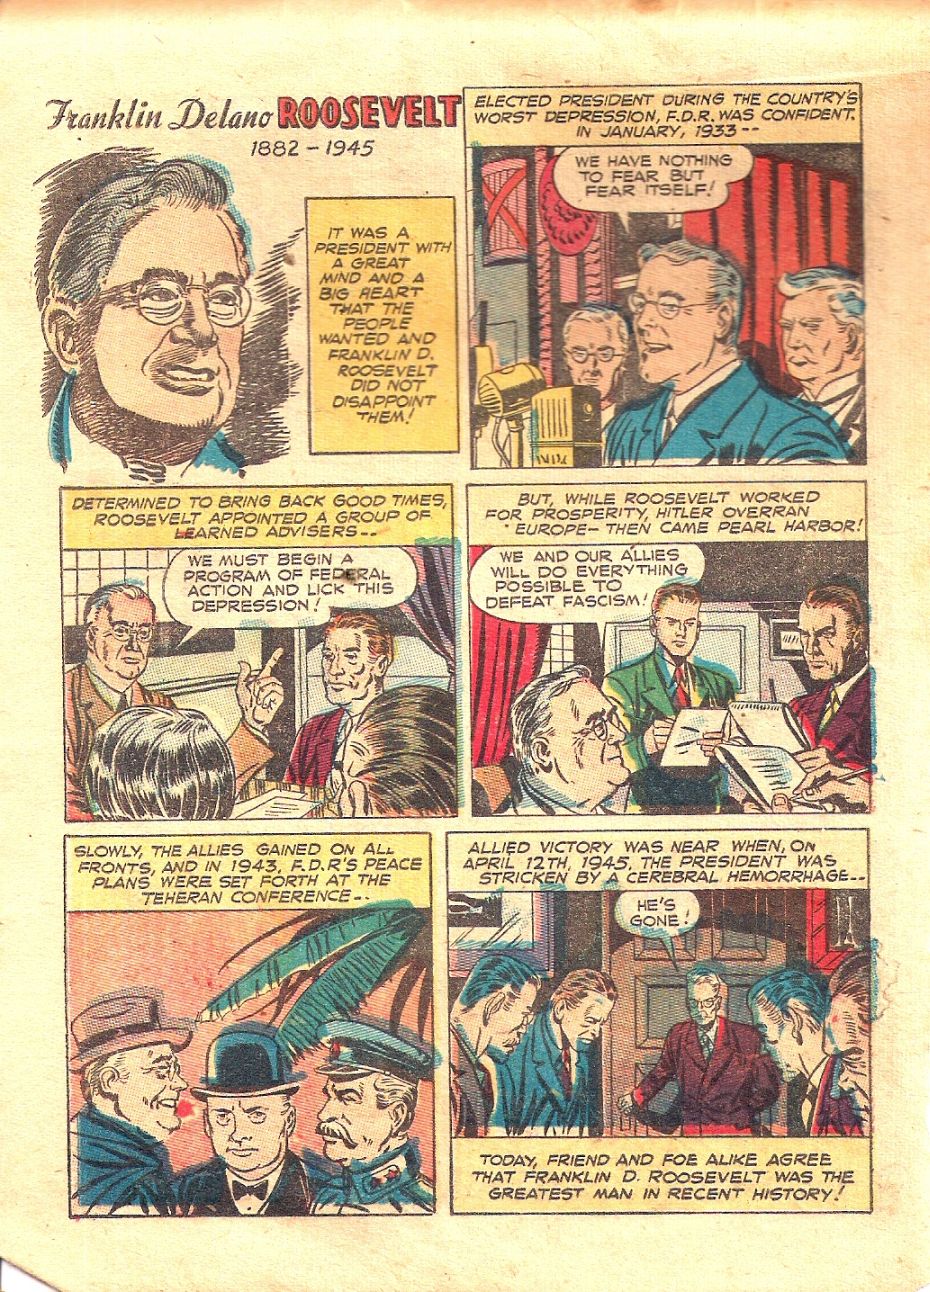 Franklin Delano ROOSEVELT
1882 - 1945
IT WAS A
PRESIDENT WITH
A GREAT
MIND AND A
BIG HEART
THAT THE
PEOPLE
WANTED AND
FRANKLIN D.
ROOSEVELT
DID NOT
DISAPPOINT
THEM!
ELECTED PRESIDENT DURING THE COUNTRY'S
WORST DEPRESSION, F.D.R. WAS CONFIDENT.
IN JANUARY, 1933--
WE HAVE NOTHING
TO FEAR BUT
FEAR ITSELF!
DETERMINED TO BRING BACK GOOD TIMES,
ROOSEVELT APPOINTED A GROUP OF
LEARNED ADVISERS--
WE MUST BEGIN A
PROGRAM OF FEDERAL
ACTION AND LICK THIS
DEPRESSION!
BUT, WHILE ROOSEVELT WORKED
FOR PROSPERITY, HITLER OVERRAN
EUROPE- THEN CAME PEARL HARBOR!
WE AND OUR ALLIES
WILL DO EVERYTHING
POSSIBLE TO
DEFEAT FASCISM!
SLOWLY, THE ALLIES GAINED ON ALL
FRONTS, AND IN 1943, F.D.R'S PEACE
PLANS WERE SET FORTH AT THE
TEHERAN CONFERENCE--
ALLIED VICTORY WAS NEAR WHEN, ON
APRIL 12TH, 1945, THE PRESIDENT WAS
STRICKEN BY A CEREBRAL HEMORRHAGE--
HE'S
GONE!
TODAY, FRIEND AND FOE ALIKE AGREE
THAT FRANKLIN D. ROOSEVELT WAS THE
GREATEST MAN IN RECENT HISTORY!